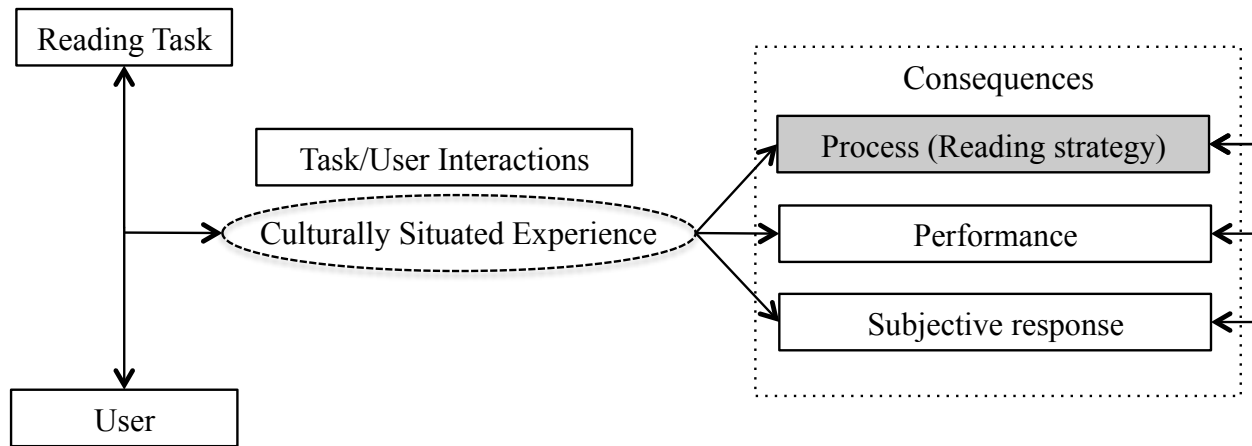 Reading Task
Consequences
Task/User Interactions
Process (Reading strategy)
Culturally Situated Experience
Performance
Subjective response
User